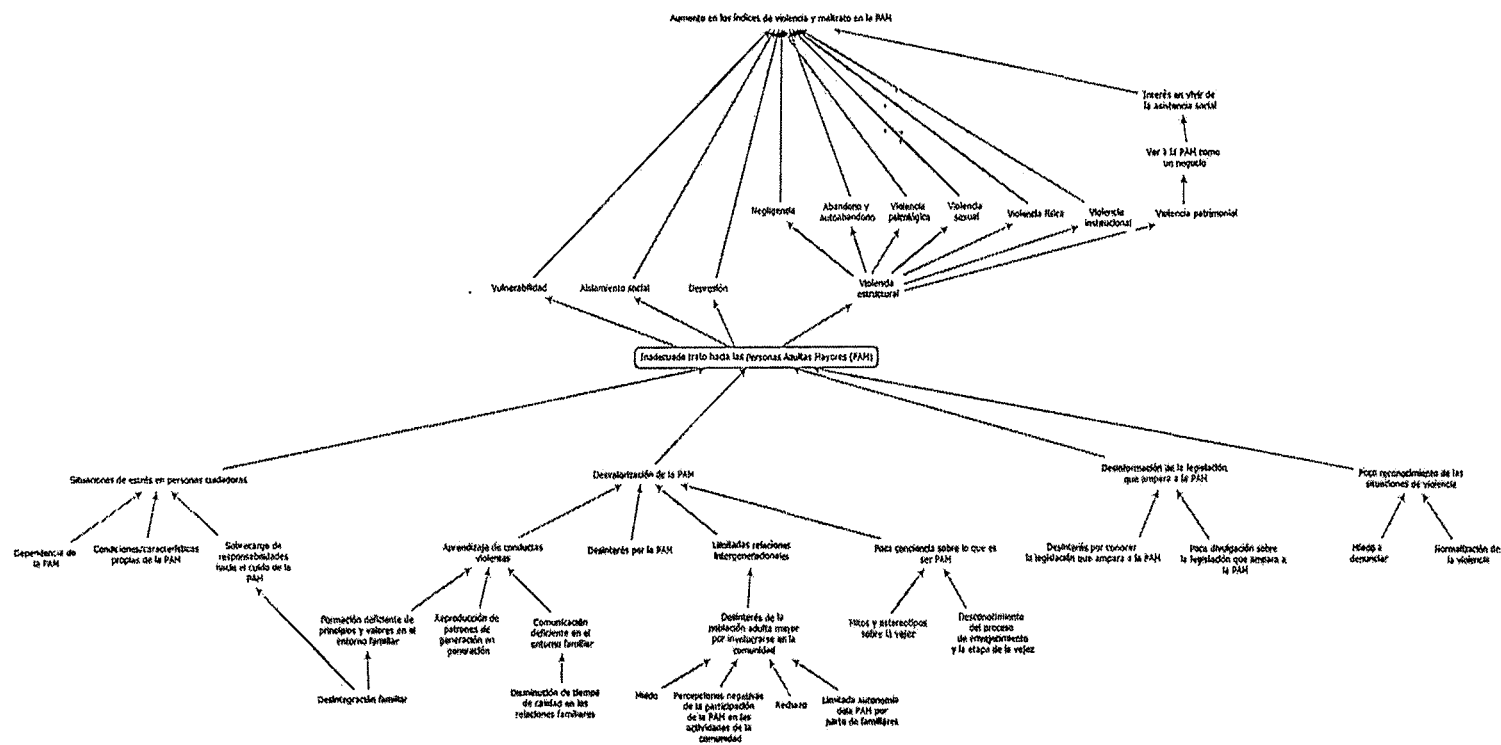 Aumento en los índices de violencia y maltrato en la PAM
Interés en vivir de
la asistencia social
Ver a la PAM como
un negocio
Negligencia
Abandono y
autoabandono
Violencia
psicológica
Violencia
sexual
Violencia física
Violencia
institucional
Violencia patrimonial
Vulnerabilidad
Aislamiento social
Depresión
Violencia
estructural
Inadecuado trato hacia las Personas Adultas Mayores (PAM)
Situaciones de estrés en personas cuidadoras
Desvalorización de la PAM
Desinformación de la legislación
que ampara a la PAM
Poco reconocimiento de las
situaciones de violencia
Dependencia de
la PAM
Condiciones/características
propias de la PAM
Sobrecargo de
responsabilidades
hacia el cuido de la
PAM
Aprendizaje de conductas
violentas
Desinterés por la PAM
Limitadas relaciones
intergeneracionales
Poca conciencia sobre lo que es
ser PAM
Desinterés por conocer
la legislación que ampara a la PAM
Poca divulgación sobre
la legislación que ampara a
la PAM
Miedo a
denunciar
Normalización de
la violencia
Formación deficiente de
principios y valores en el
entorno familiar
Reproducción de
patrones de
generación en
generación
Comunicación
deficiente en el
entorno familiar
Desinterés de la
población adulta mayor
por involucrarse en la
comunidad
Mitos y estereotipos
sobre la vejez
Desconocimiento
del proceso
de envejecimiento
y la etapa de la vejez
Desintegración familiar
Disminución de tiempo
de calidad en las
relaciones familiares
Miedo
Percepciones negativas
de la participación
de la PAM en las
actividades de la
comunidad
Rechazo
Limitada autonomía
dela PAM por
parte de familiares